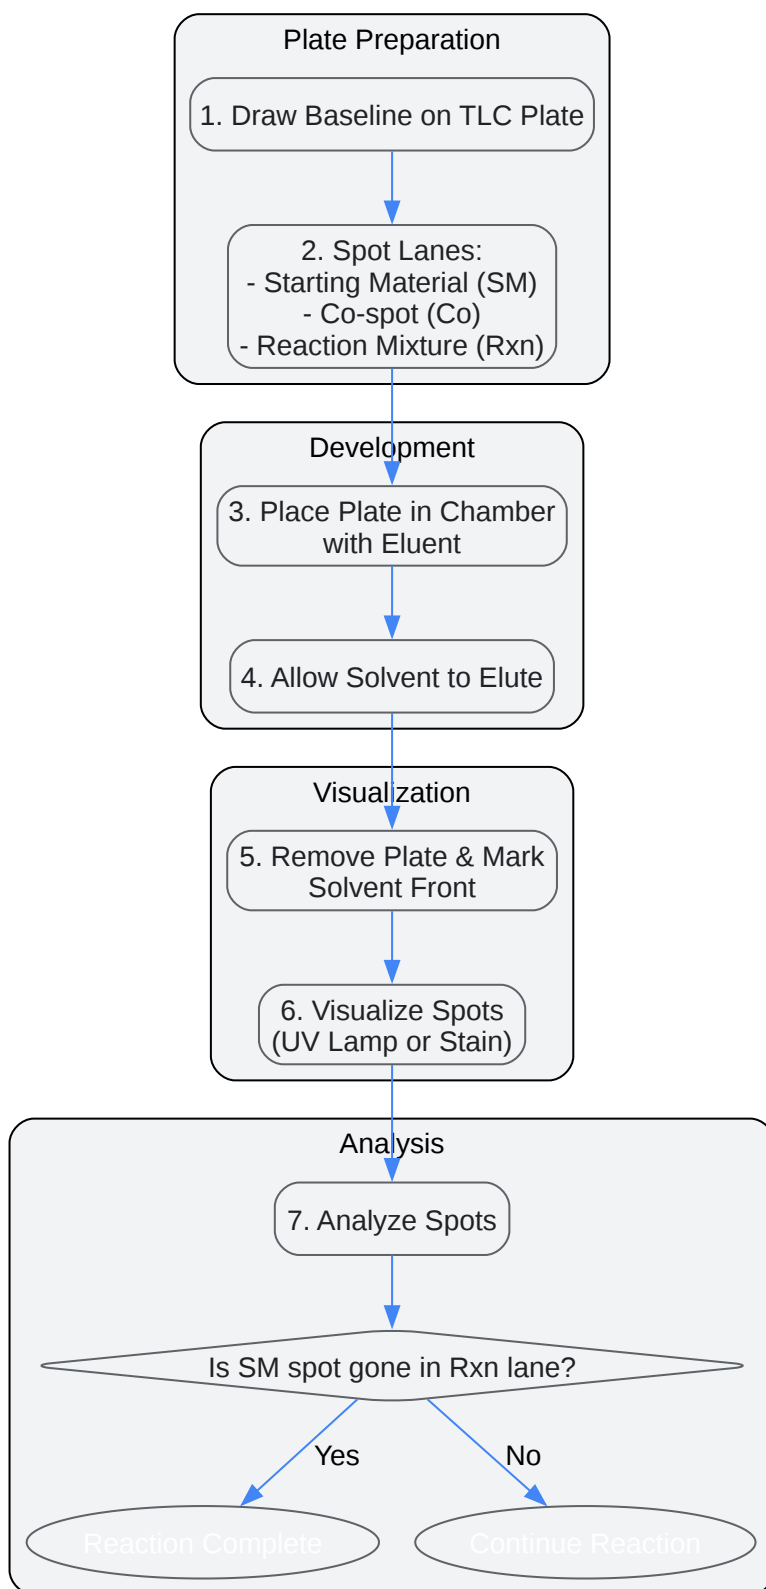 Plate Preparation
1. Draw Baseline on TLC Plate
2. Spot Lanes:
- Starting Material (SM)
- Co-spot (Co)
- Reaction Mixture (Rxn)
Development
3. Place Plate in Chamber
with Eluent
4. Allow Solvent to Elute
Visualization
5. Remove Plate & Mark
Solvent Front
6. Visualize Spots
(UV Lamp or Stain)
Analysis
7. Analyze Spots
Is SM spot gone in Rxn lane?
Yes
No
Reaction Complete
Continue Reaction